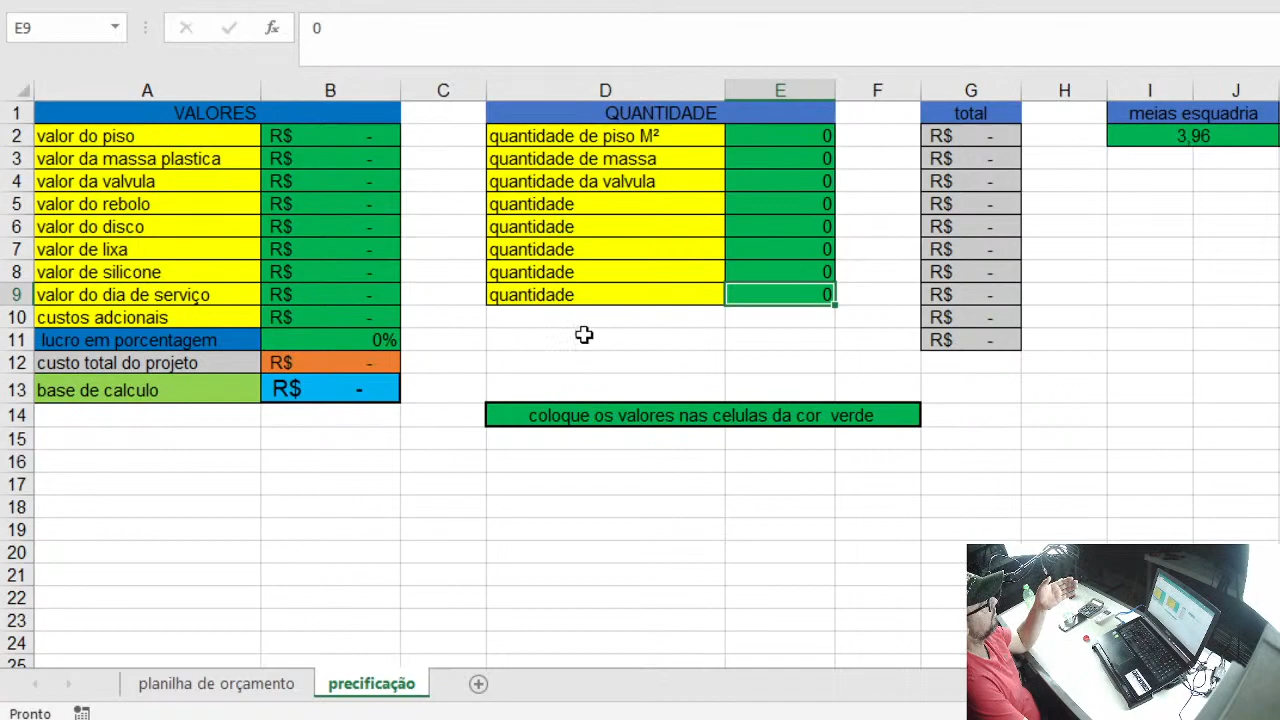 E9 fx 0
A B C D E F G H I J
1 VALORES QUANTIDADE total meias esquadria
2 valor do piso R$ - quantidade de piso M² 0 R$ - 3,96
3 valor da massa plastica R$ - quantidade de massa 0 R$ -
4 valor da valvula R$ - quantidade da valvula 0 R$ -
5 valor do rebolo R$ - quantidade 0 R$ -
6 valor do disco R$ - quantidade 0 R$ -
7 valor de lixa R$ - quantidade 0 R$ -
8 valor de silicone R$ - quantidade 0 R$ -
9 valor do dia de serviço R$ - quantidade 0 R$ -
10 custos adcionais R$ - R$ -
11 lucro em porcentagem 0% R$ -
12 custo total do projeto R$ -
13 base de calculo R$ -
14 coloque os valores nas celulas da cor verde
15
16
17
18
19
20
21
22
23
24
25
planilha de orçamento precificação
Pronto